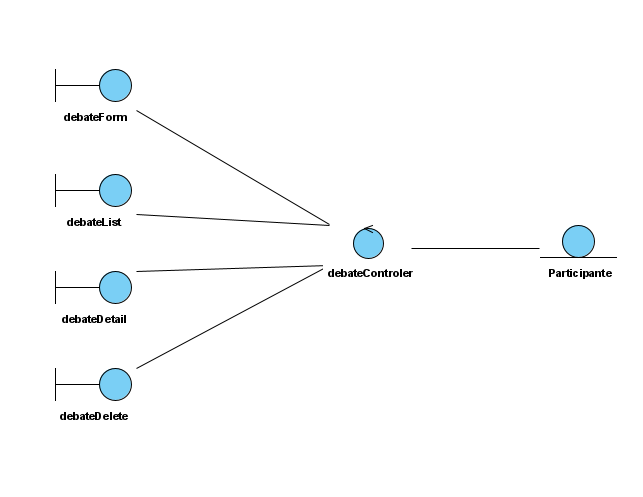 debateForm
debateList
debateControler
Participante
debateDetail
debateDelete